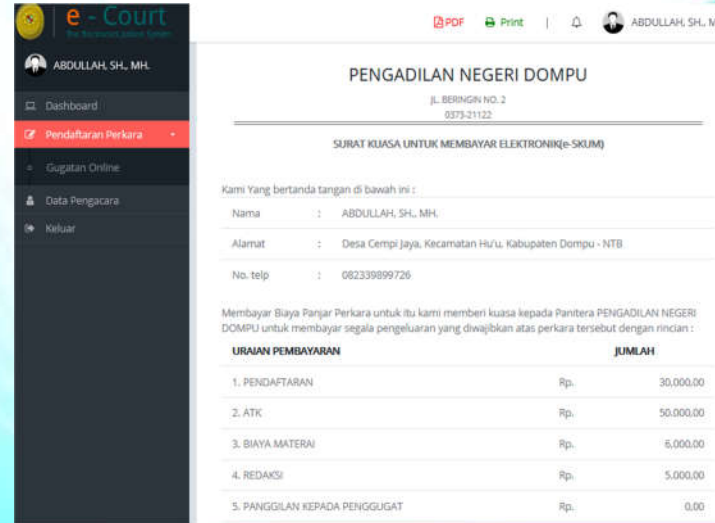 e - Court
PDF
Print
|
ABDULLAH, SH., M
ABDULLAH, SH., MH.
Dashboard
Pendaftaran Perkara
Gugatan Online
Data Pengacara
Keluar
PENGADILAN NEGERI DOMPU
JL. BERINGIN NO. 2
0373-21122
SURAT KUASA UNTUK MEMBAYAR ELEKTRONIK(e-SKUM)
Kami Yang bertanda tangan di bawah ini :
Nama : ABDULLAH, SH., MH.
Alamat : Desa Cempi Jaya, Kecamatan Hu'u, Kabupaten Dompu - NTB
No. telp : 082339899726
Membayar Biaya Panjar Perkara untuk itu kami memberi kuasa kepada Panitera PENGADILAN NEGERI
DOMPU untuk membayar segala pengeluaran yang diwajibkan atas perkara tersebut dengan rincian :
URAIAN PEMBAYARAN JUMLAH
1. PENDAFTARAN Rp. 30,000,00
2. ATK Rp. 50.000,00
3. BIAYA MATERAI Rp. 6,000,00
4. REDAKSI Rp. 5,000,00
5. PANGGILAN KEPADA PENGGUGAT Rp. 0,00